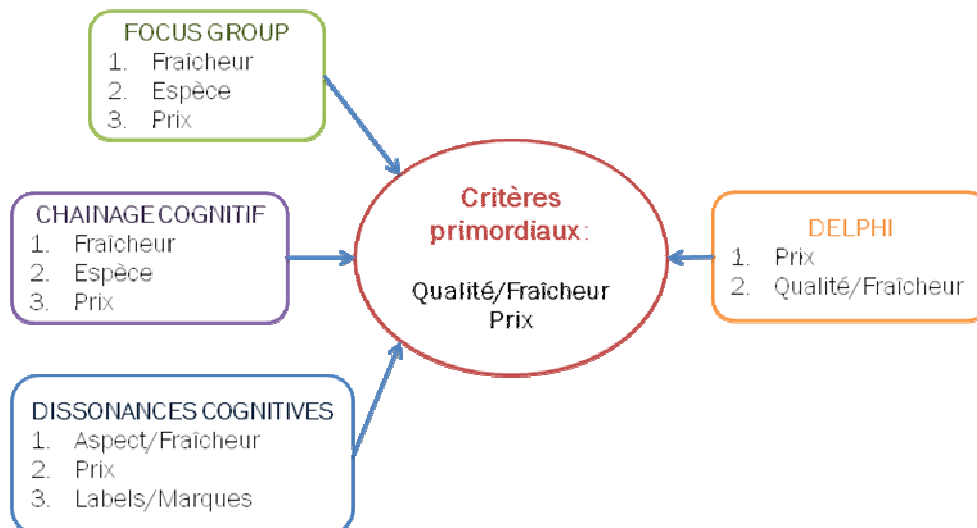 FOCUS GROUP
1. Fraîcheur
2. Espèce
3. Prix
CHAINAGE COGNITIF
1. Fraîcheur
2. Espèce
3. Prix
DISSONANCES COGNITIVES
1. Aspect/Fraîcheur
2. Prix
3. Labels/Marques
Critères
primordiaux:
Qualité/Fraîcheur
Prix
DELPHI
1. Prix
2. Qualité/Fraîcheur